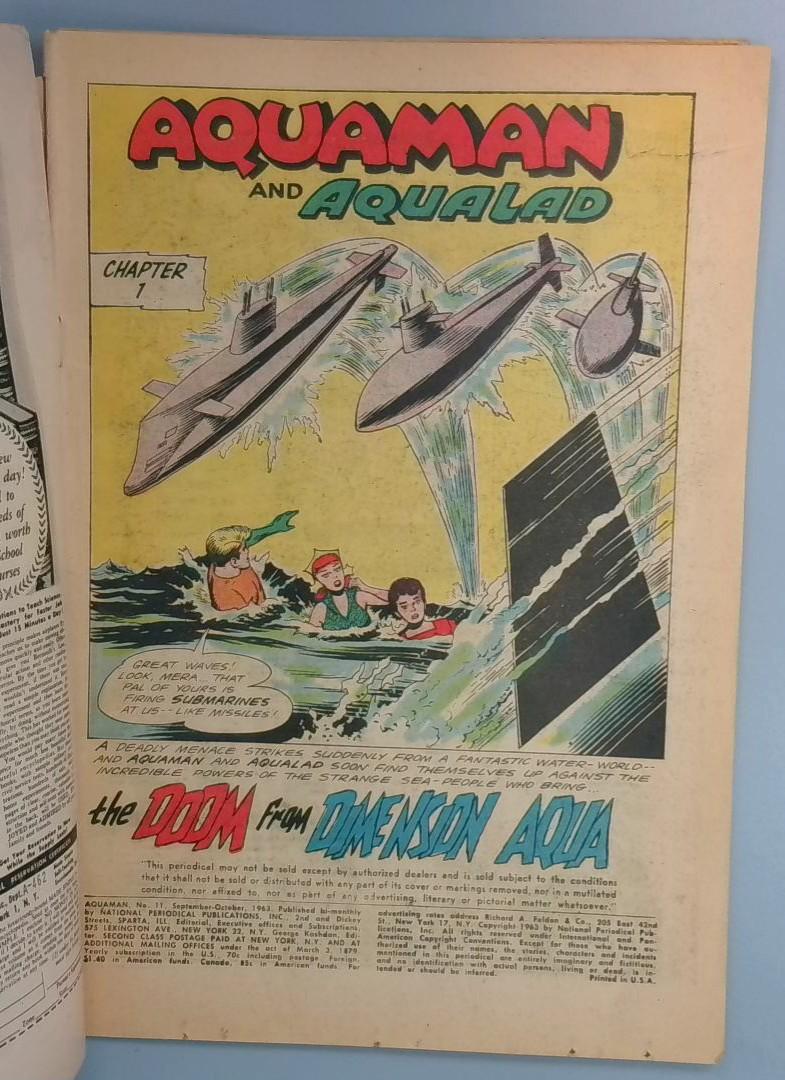 AQUAMAN
AND AQUALAD
CHAPTER
1
GREAT WAVES!
LOOK, MERA... THAT
PAL OF YOURS IS
FIRING SUBMARINES
AT US--LIKE MISSILES!
A DEADLY MENACE STRIKES SUDDENLY FROM A FANTASTIC WATER-WORLD--
AND AQUAMAN AND AQUALAD SOON FIND THEMSELVES UP AGAINST THE
INCREDIBLE POWERS OF THE STRANGE SEA-PEOPLE WHO BRING...
the DOOM from DIMENSION AQUA
"This periodical may not be sold except by authorized dealers and is sold subject to the conditions
that it shall not be sold or distributed with any part of its cover or markings removed, nor in a mutilated
condition, nor affixed to, nor as part of any advertising, literary or pictorial matter whatsoever."
AQUAMAN, No. 11, September-October, 1963. Published bi-monthly
by NATIONAL PERIODICAL PUBLICATIONS, INC. 2nd and Dickey
Streets, SPARTA, ILL. Editorial, Executive offices and Subscriptions,
575 LEXINGTON AVE., NEW YORK 22, N.Y. George Kashdan, Edi-
tor. SECOND CLASS POSTAGE PAID AT NEW YORK, N.Y. AND AT
ADDITIONAL MAILING OFFICES under the act of March 3, 1879.
Yearly subscription in the U.S., 70c including postage. Foreign,
$1.40 in American funds. Canada, 85c in American funds. For
advertising rates address Richard A. Feldon & Co., 205 East 42nd
St., New York 17, N.Y. Copyright 1963 by National Periodical Pub-
lications, Inc. All rights reserved under International and Pan-
American Copyright Conventions. Except for those who have au-
thorized use of their names, the stories, characters and incidents
mentioned in this periodical are entirely imaginary and fictitious,
and no identification with actual persons, living or dead, is in-
tended or should be inferred.
Printed in U.S.A.
day!
to
worth
Just 15 Minutes a Day